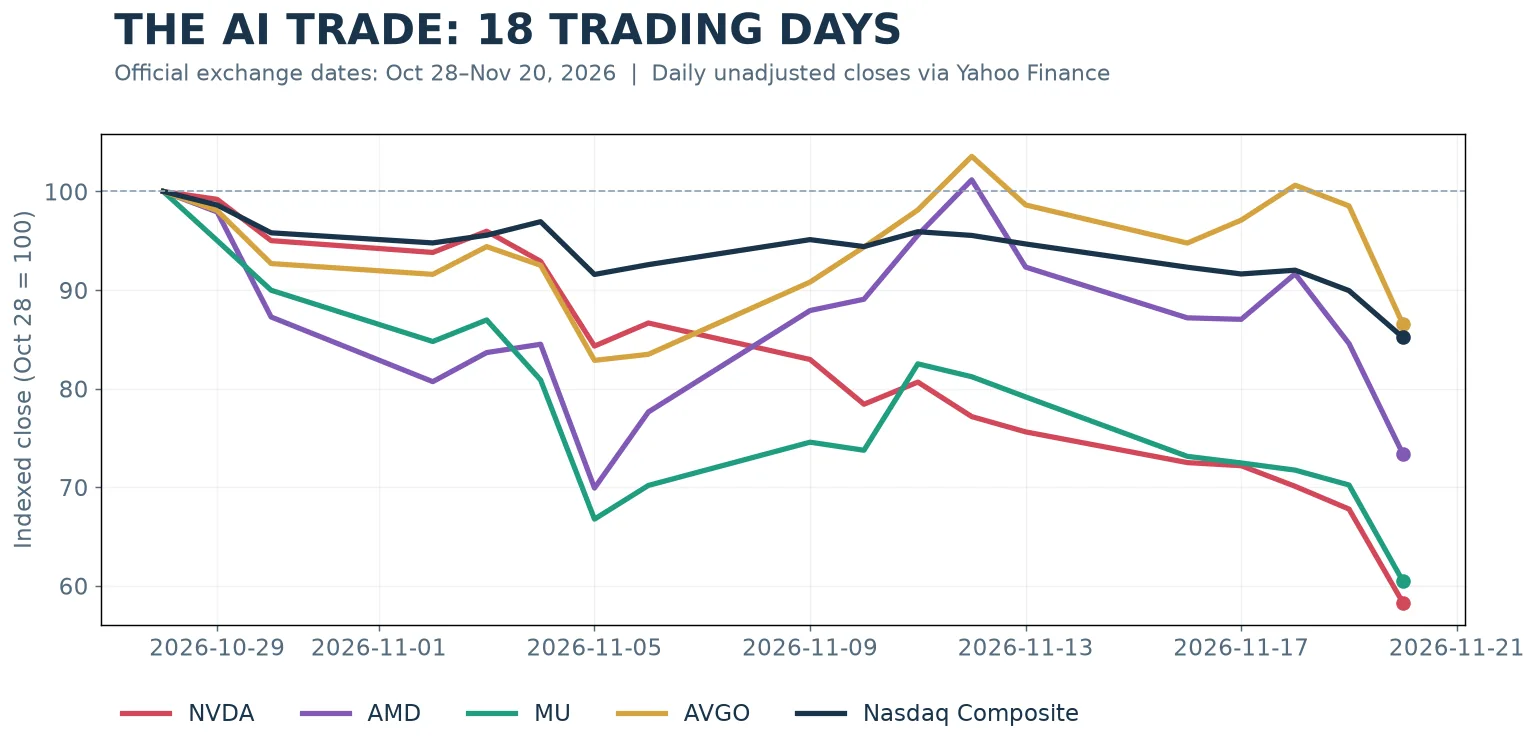 THE AI TRADE: 18 TRADING DAYS
Official exchange dates: Oct 28–Nov 20, 2026 | Daily unadjusted closes via Yahoo Finance
Indexed close (Oct 28 = 100)
100
90
80
70
60
2026-10-29 2026-11-01 2026-11-05 2026-11-09 2026-11-13 2026-11-17 2026-11-21
NVDA AMD MU AVGO Nasdaq Composite